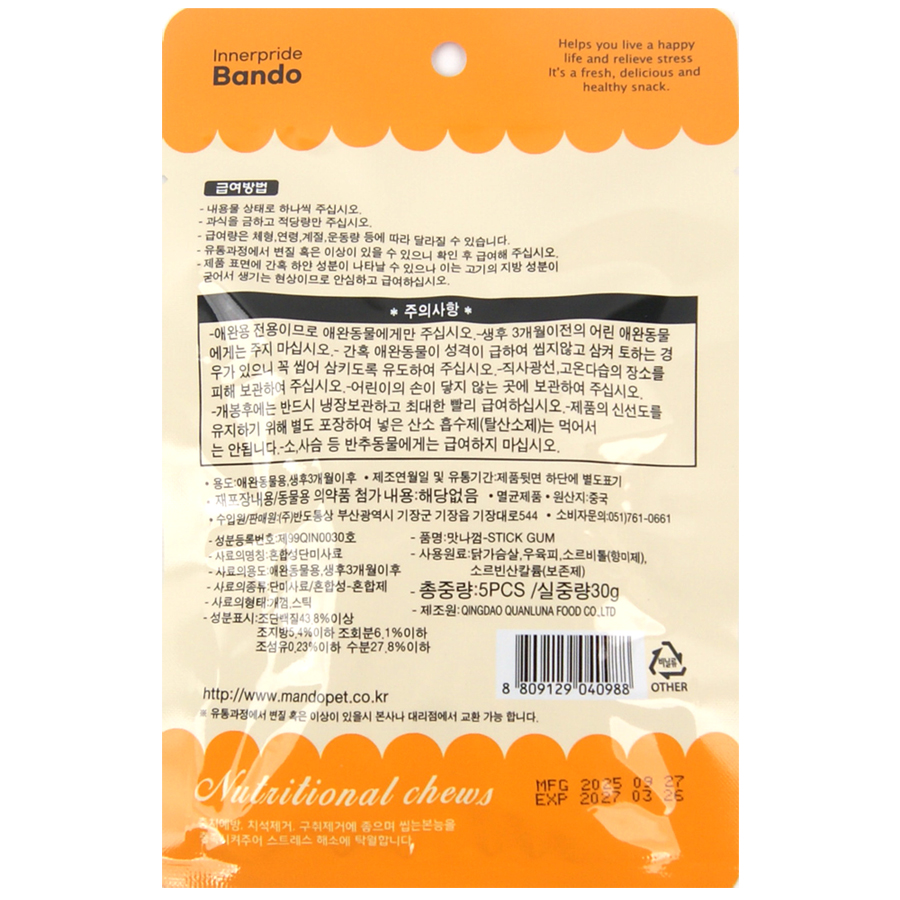 Innerpride
Bando
Helps you live a happy
life and relieve stress
It's a fresh, delicious and
healthy snack.
급여방법
- 내용물 상태로 하나씩 주십시오.
- 과식을 금하고 적당량만 주십시오.
- 급여량은 체형,연령,계절,운동량 등에 따라 달라질 수 있습니다.
- 유통과정에서 변질 혹은 이상이 있을 수 있으니 확인 후 급여해 주십시오.
- 제품 표면에 간혹 하얀 성분이 나타날 수 있으나 이는 고기의 지방 성분이
굳어서 생기는 현상이므로 안심하고 급여하십시오.
* 주의사항 *
-애완용 전용이므로 애완동물에게만 주십시오.-생후 3개월이전의 어린 애완동물
에게는 주지 마십시오.- 간혹 애완동물이 성격이 급하여 씹지않고 삼켜 토하는 경
우가 있으니 꼭 씹어 삼키도록 유도하여 주십시오.-직사광선,고온다습의 장소를
피해 보관하여 주십시오.-어린이의 손이 닿지 않는 곳에 보관하여 주십시오.
-개봉후에는 반드시 냉장보관하고 최대한 빨리 급여하십시오.-제품의 신선도를
유지하기 위해 별도 포장하여 넣은 산소 흡수제(탈산소제)는 먹어서
는 안됩니다.-소,사슴 등 반추동물에게는 급여하지 마십시오.
• 용도:애완동물용,생후3개월이후 • 제조연월일 및 유통기간:제품뒷면 하단에 별도표기
• 재포장내용/동물용 의약품 첨가 내용:해당없음 • 멸균제품 • 원산지:중국
• 수입원/판매원:(주)반도통상 부산광역시 기장군 기장읍 기장대로544 • 소비자문의:051)761-0661
- 성분등록번호:제99QIN0030호
- 사료의명칭:혼합성단미사료
- 사료의용도:애완동물용,생후3개월이후
- 사료의종류:단미사료/혼합성-혼합제
- 사료의형태:개껌,스틱
- 성분표시:조단백질43.8%이상
조지방5.4%이하 조회분6.1%이하
조섬유0.23%이하 수분27.8%이하
- 품명:맛나껌-STICK GUM
- 사용원료:닭가슴살,우육피,소르비톨(향미제),
소르빈산칼륨(보존제)
- 총중량:5PCS /실중량30g
- 제조원:QINGDAO QUANLUNA FOOD CO.,LTD
8 809129 040988
비닐류
OTHER
http://www.mandopet.co.kr
※ 유통과정에서 변질 혹은 이상이 있을시 본사나 대리점에서 교환 가능 합니다.
Nutritional chews
MFG 2025 09 27
EXP 2027 03 26
치석제거, 구취제거에 좋으며 씹는본능을
스트레스 해소에 탁월합니다.